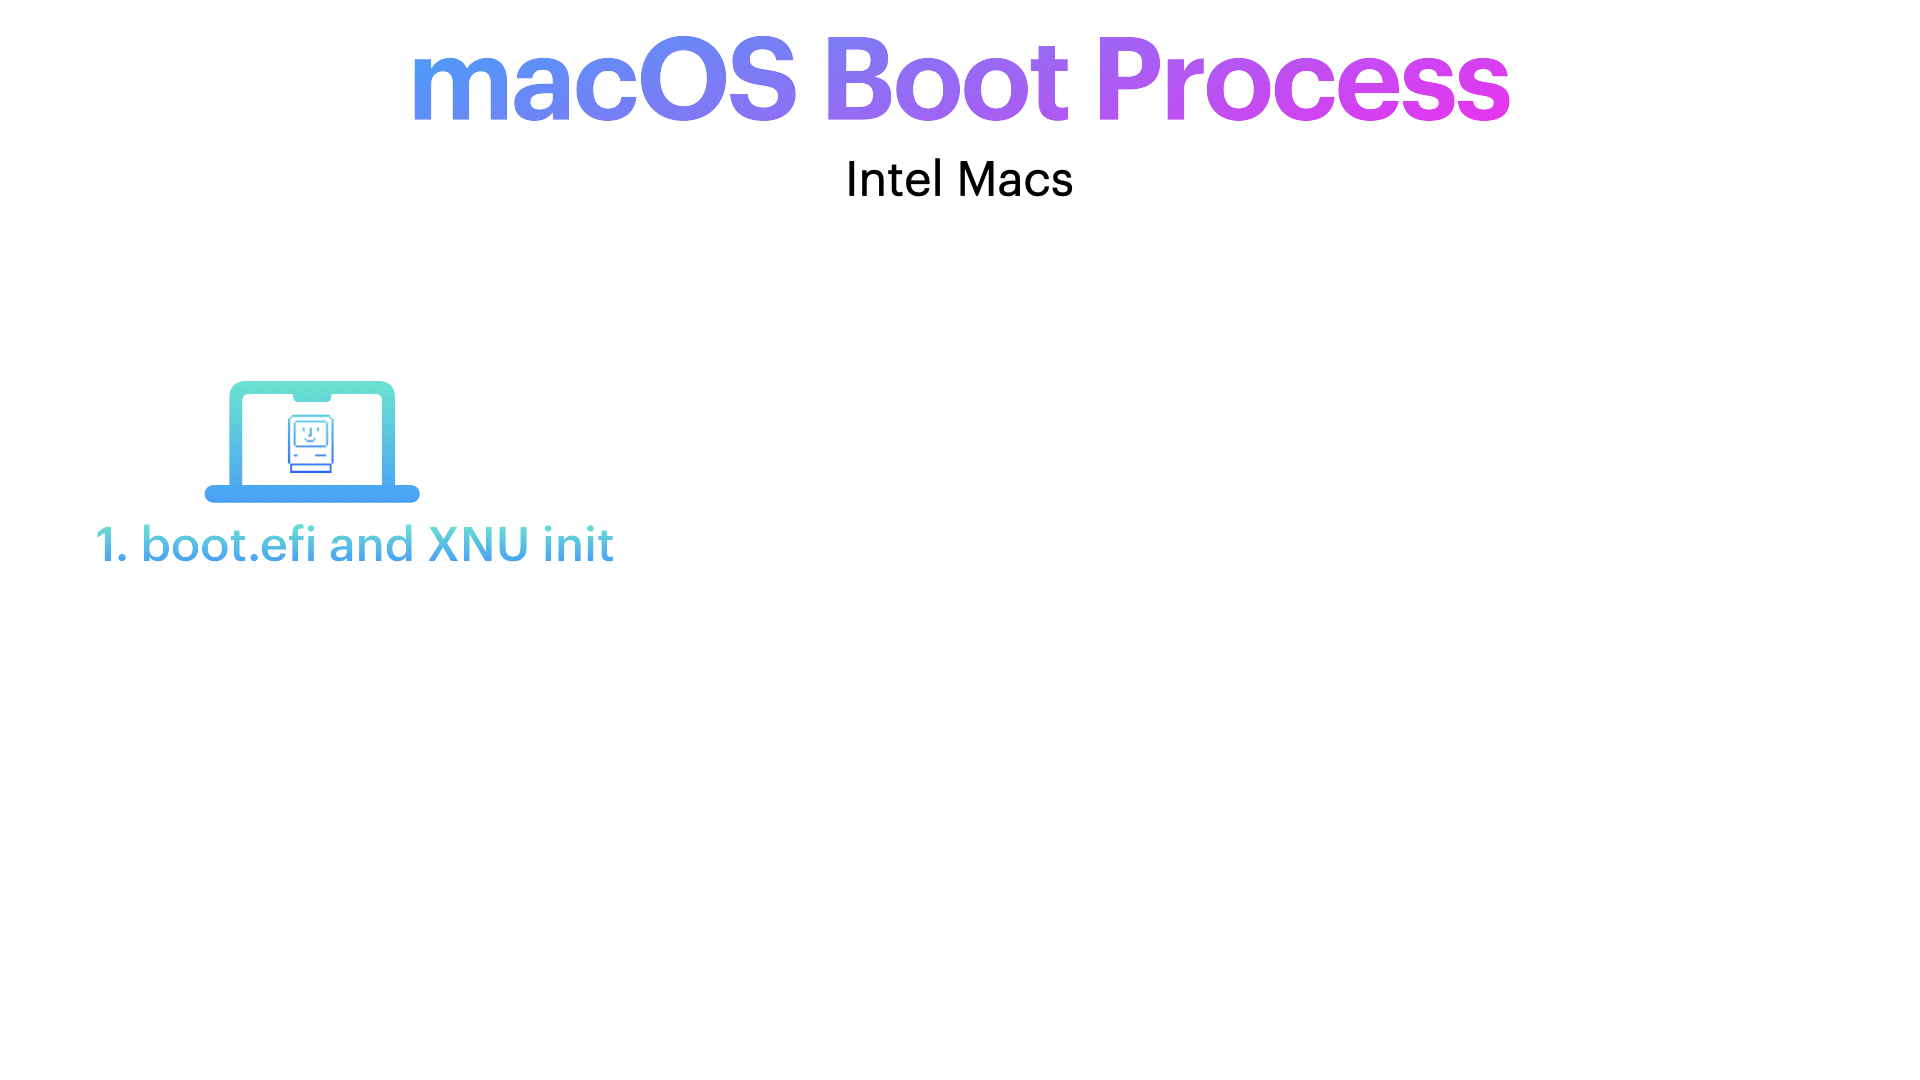 macOS Boot Process
Intel Macs
1. boot.efi and XNU init